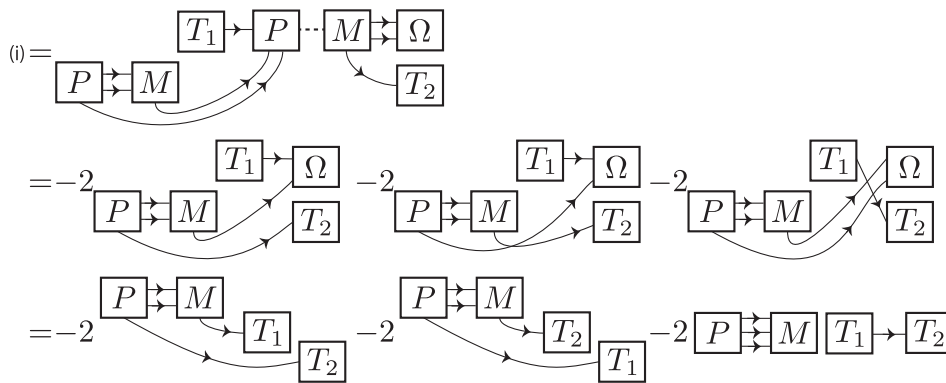 T₁ P M Ω
(i) =
P M T₂
T₁ Ω T₁ Ω T₁ Ω
= −2 P M T₂ −2 P M T₂ −2 P M T₂
P M P M
= −2 T₁ −2 T₂ −2 P M T₁ T₂
T₂ T₁